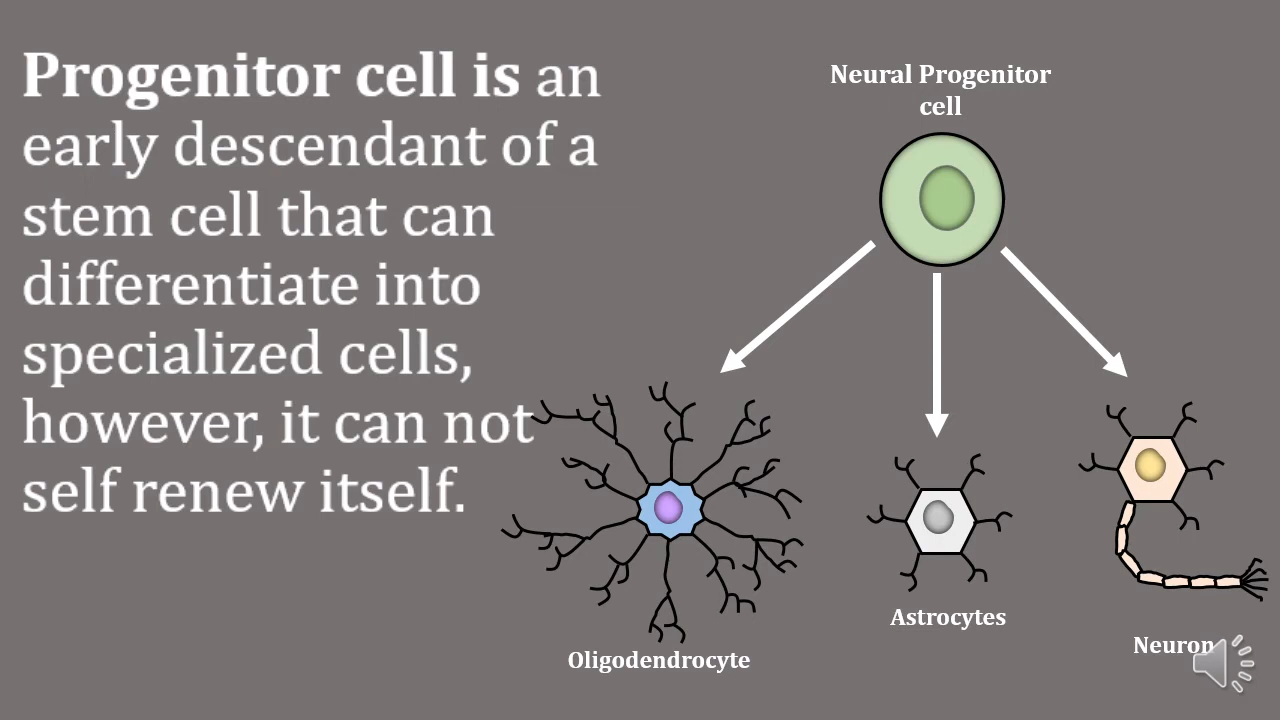 Progenitor cell is an
early descendant of a
stem cell that can
differentiate into
specialized cells,
however, it can not
self renew itself.
Neural Progenitor
cell
Oligodendrocyte
Astrocytes
Neuron